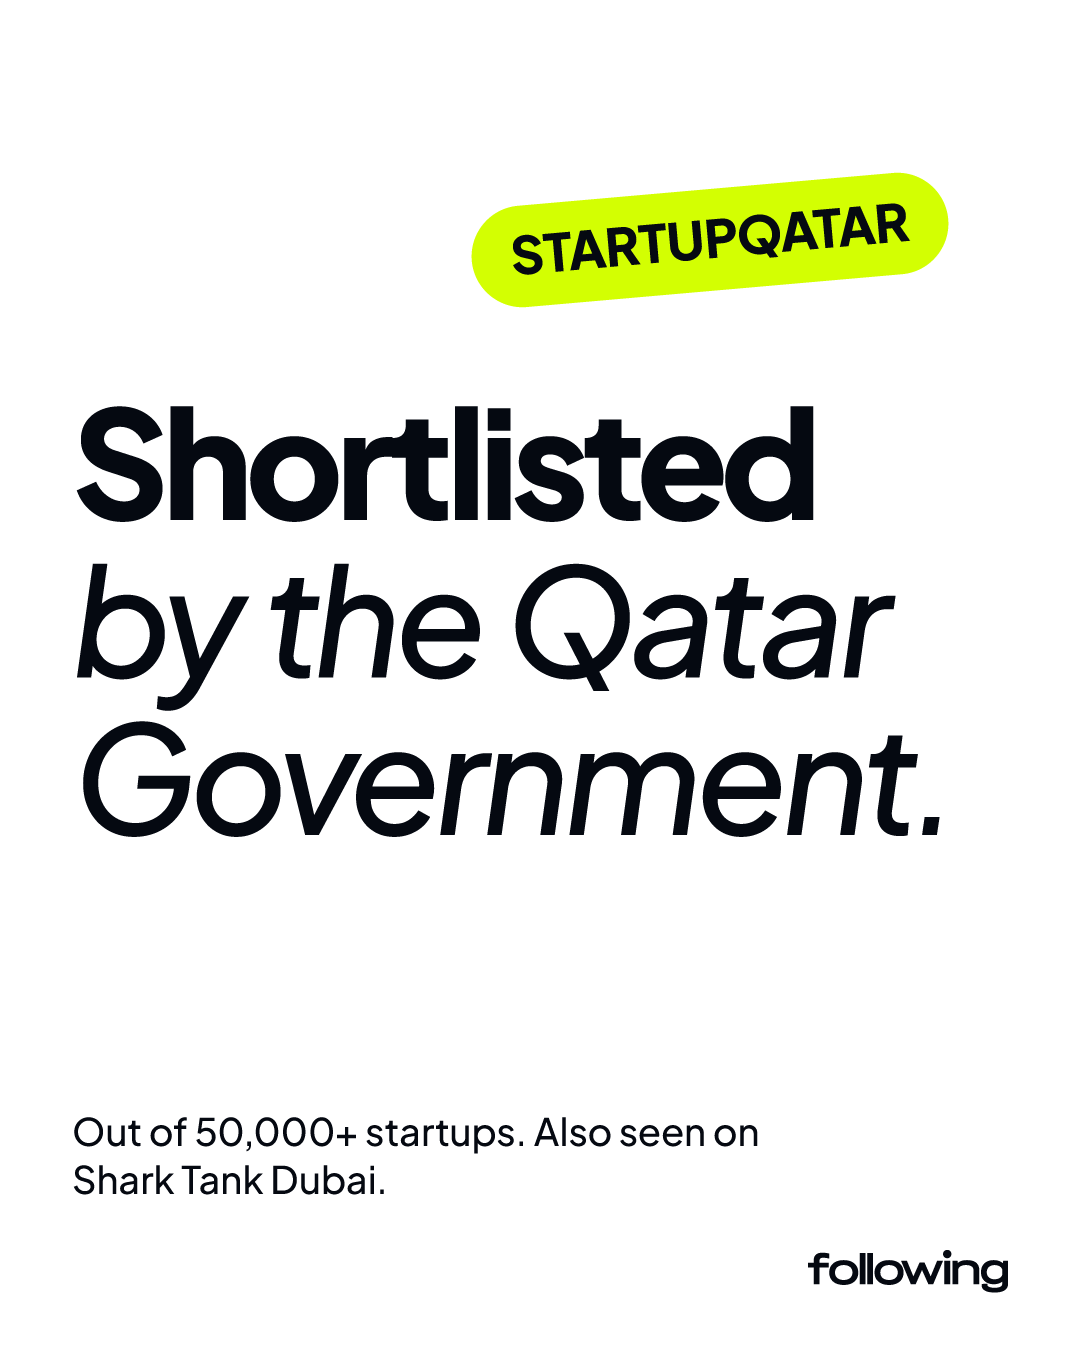 STARTUPQATAR
Shortlisted
by the Qatar
Government.
Out of 50,000+ startups. Also seen on
Shark Tank Dubai.
following